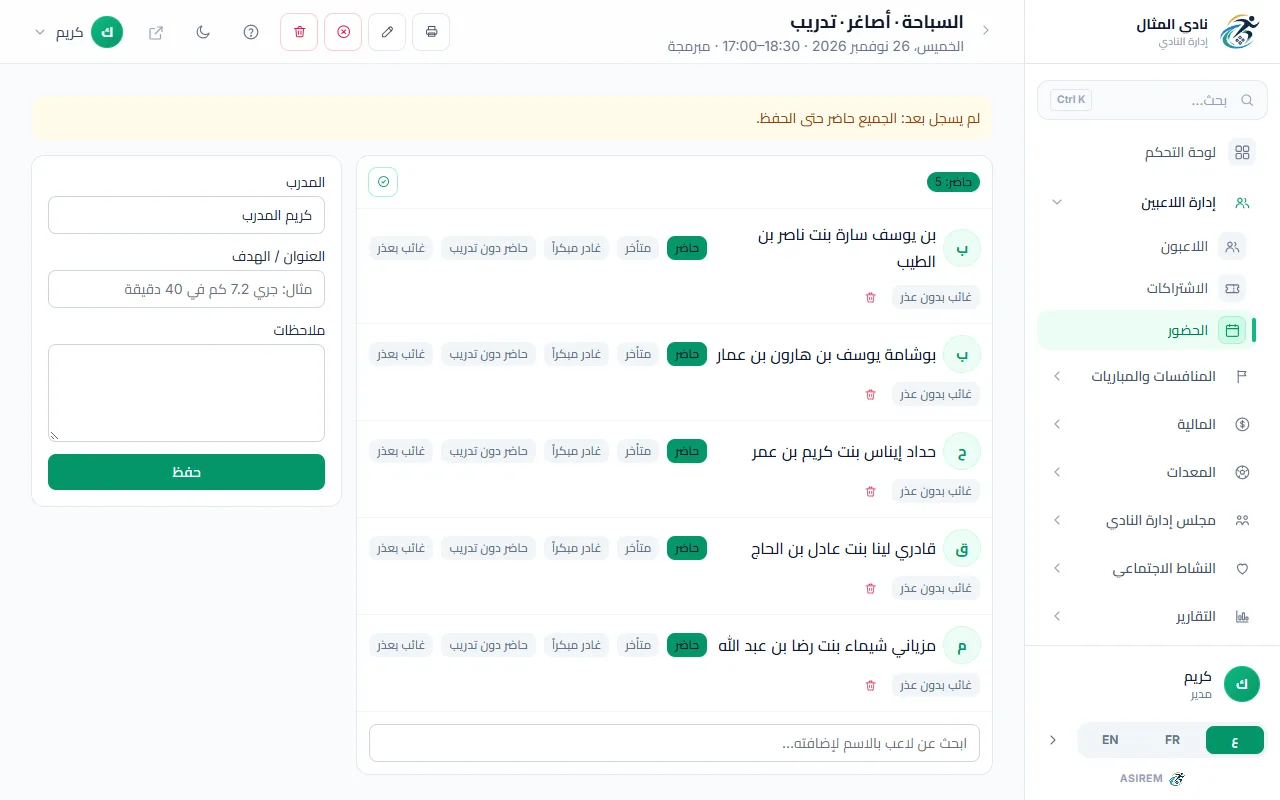 نادي المثال
إدارة النادي
بحث...
Ctrl K
لوحة التحكم
إدارة اللاعبين
اللاعبون
الاشتراكات
الحضور
المنافسات والمباريات
المالية
المعدات
مجلس إدارة النادي
النشاط الاجتماعي
التقارير
ك
كريم
مدير
ع
FR
EN
ASIREM
السباحة · أصاغر · تدريب
الخميس، 26 نوفمبر 2026 · 17:00–18:30 · مبرمجة
ك
كريم
لم يسجل بعد: الجميع حاضر حتى الحفظ.
حاضر: 5
ب
بن يوسف سارة بنت ناصر بن الطيب
حاضر
متأخر
غادر مبكراً
حاضر دون تدريب
غائب بعذر
غائب بدون عذر
ب
بوشامة يوسف بن هارون بن عمار
حاضر
متأخر
غادر مبكراً
حاضر دون تدريب
غائب بعذر
غائب بدون عذر
ح
حداد إيناس بنت كريم بن عمر
حاضر
متأخر
غادر مبكراً
حاضر دون تدريب
غائب بعذر
غائب بدون عذر
ق
قادري لينا بنت عادل بن الحاج
حاضر
متأخر
غادر مبكراً
حاضر دون تدريب
غائب بعذر
غائب بدون عذر
م
مزياني شيماء بنت رضا بن عبد الله
حاضر
متأخر
غادر مبكراً
حاضر دون تدريب
غائب بعذر
غائب بدون عذر
ابحث عن لاعب بالاسم لإضافته...
المدرب
كريم المدرب
العنوان / الهدف
مثال: جري 7.2 كم في 40 دقيقة
ملاحظات
حفظ